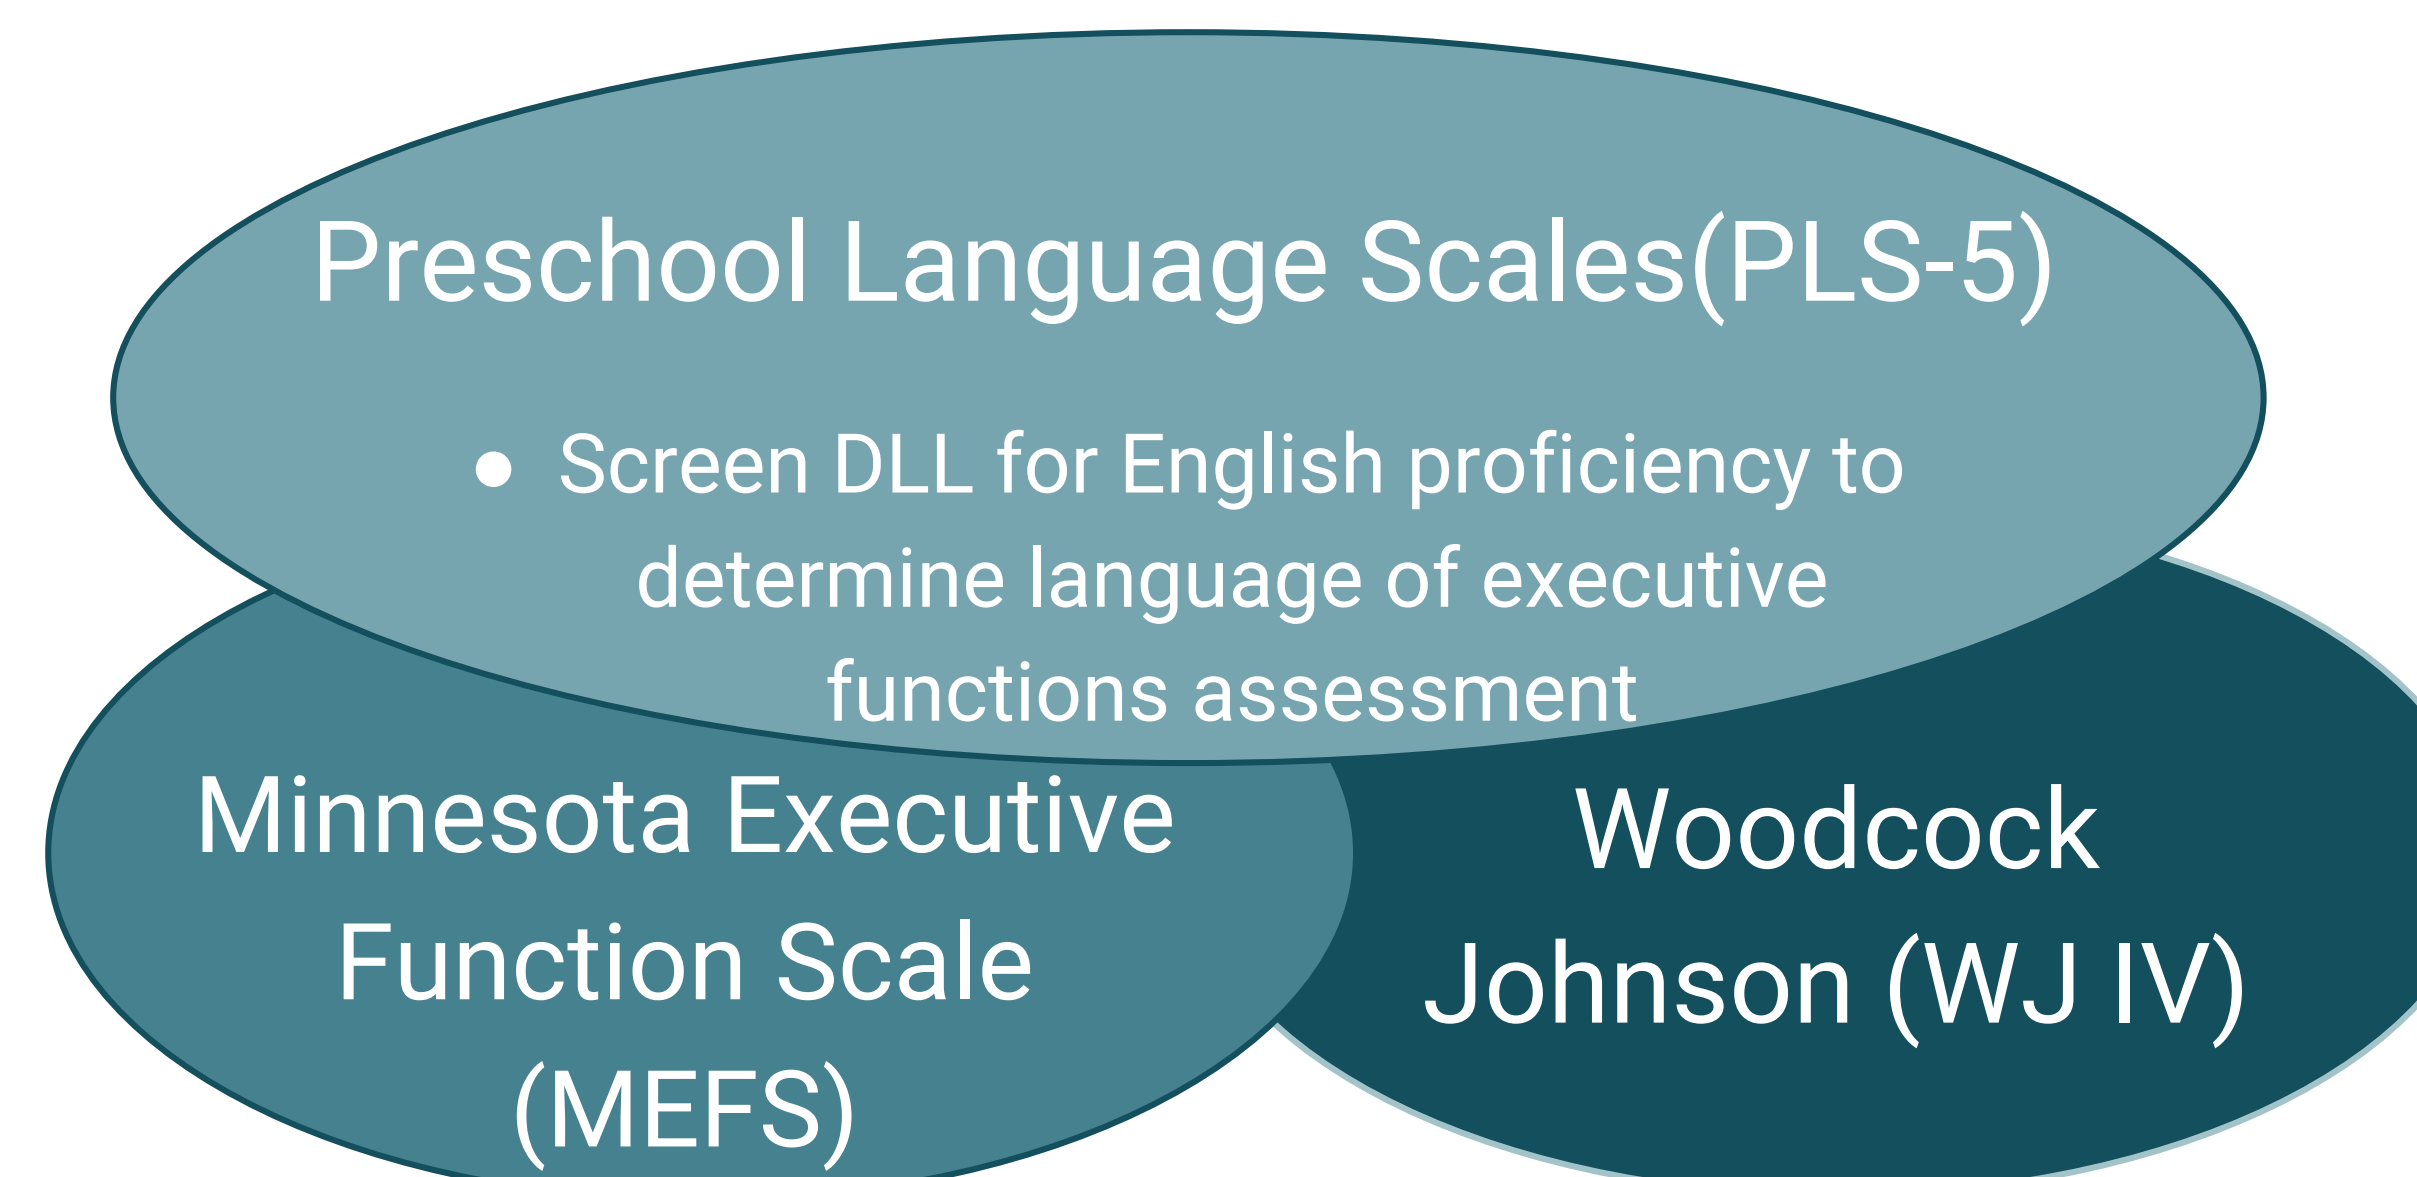 Preschool Language Scales(PLS-5)
● Screen DLL for English proficiency to
determine language of executive
functions assessment
Minnesota Executive
Function Scale
(MEFS)
Woodcock
Johnson (WJ IV)